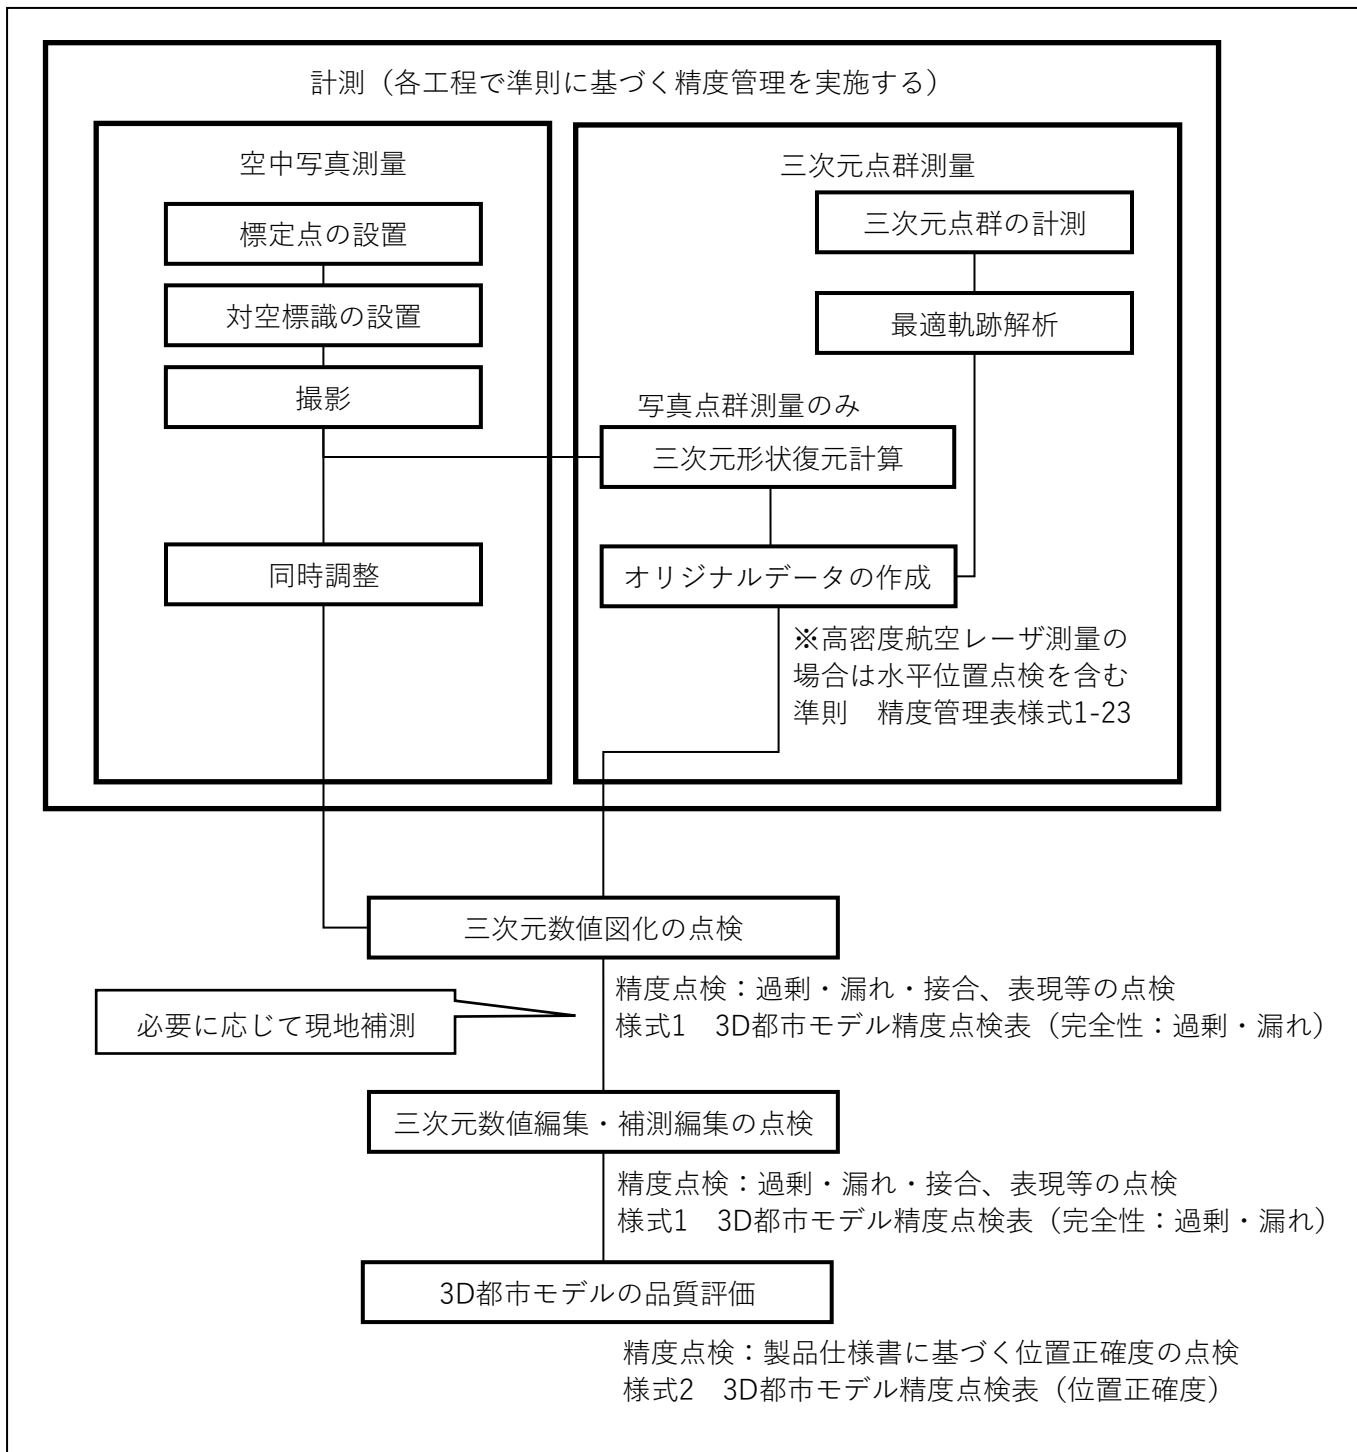 計測（各工程で準則に基づく精度管理を実施する）
空中写真測量
標定点の設置
対空標識の設置
撮影
同時調整
三次元点群測量
三次元点群の計測
最適軌跡解析
写真点群測量のみ
三次元形状復元計算
オリジナルデータの作成
※高密度航空レーザ測量の
場合は水平位置点検を含む
準則　精度管理表様式1-23
三次元数値図化の点検
精度点検：過剰・漏れ・接合、表現等の点検
様式1　3D都市モデル精度点検表（完全性：過剰・漏れ）
必要に応じて現地補測
三次元数値編集・補測編集の点検
精度点検：過剰・漏れ・接合、表現等の点検
様式1　3D都市モデル精度点検表（完全性：過剰・漏れ）
3D都市モデルの品質評価
精度点検：製品仕様書に基づく位置正確度の点検
様式2　3D都市モデル精度点検表（位置正確度）